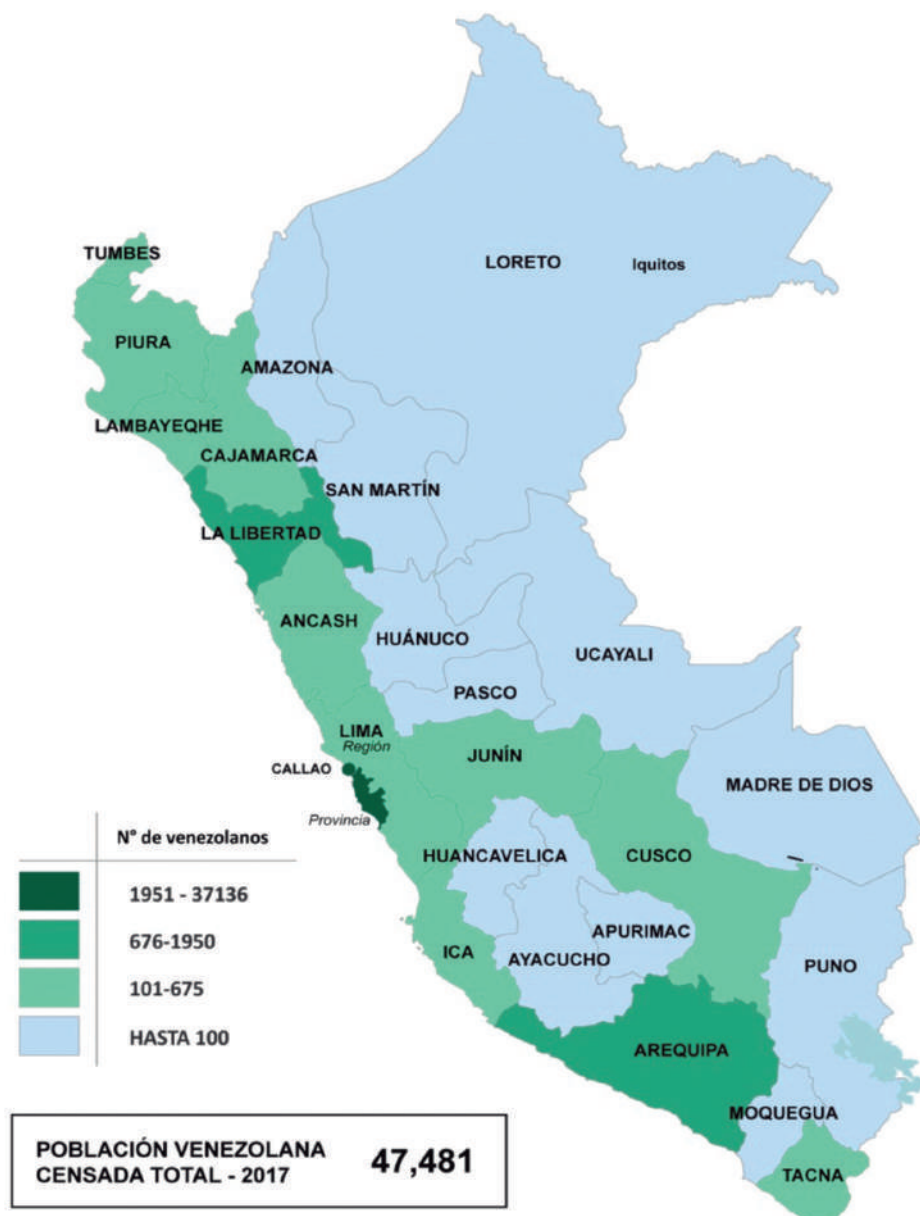 TUMBES
LORETO
Iquitos
PIURA
AMAZONA
LAMBAYEQHE
CAJAMARCA
SAN MARTÍN
LA LIBERTAD
ANCASH
HUÁNUCO
UCAYALI
PASCO
LIMA
Región
JUNÍN
CALLAO
MADRE DE DIOS
Provincia
HUANCAVELICA
CUSCO
APURIMAC
ICA
AYACUCHO
PUNO
AREQUIPA
MOQUEGUA
TACNA
N° de venezolanos
1951 - 37136
676-1950
101-675
HASTA 100
POBLACIÓN VENEZOLANA
CENSADA TOTAL - 2017
47,481